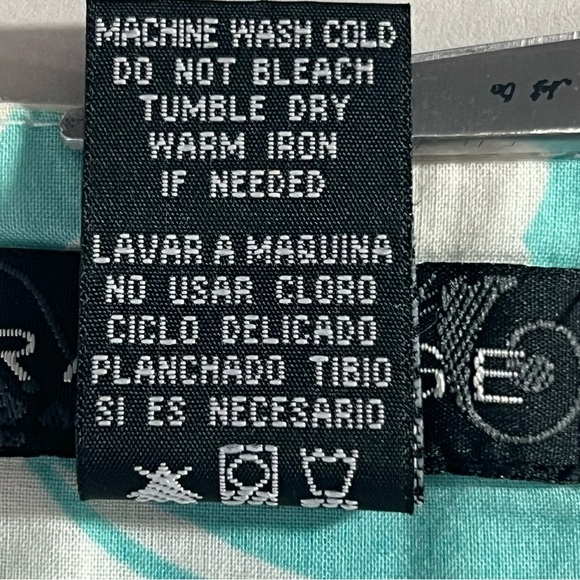 MACHINE WASH COLD
DO NOT BLEACH
TUMBLE DRY
WARM IRON
IF NEEDED
LAVAR A MAQUINA
NO USAR CLORO
CICLO DELICADO
PLANCHADO TIBIO
SI ES NECESARIO